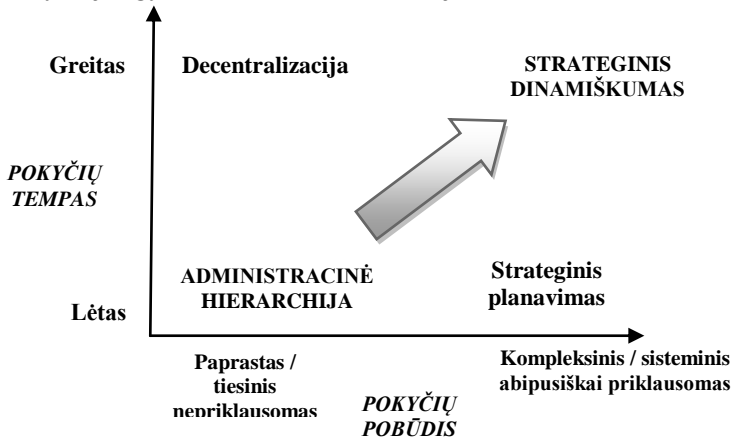 Greitas
Decentralizacija
STRATEGINIS
DINAMIŠKUMAS
POKYČIŲ
TEMPAS
ADMINISTRACINĖ
HIERARCHIJA
Strateginis
planavimas
Lėtas
Paprastas /
tiesinis
nepriklausomas
Kompleksinis / sisteminis
abipusiškai priklausomas
POKYČIŲ
POBŪDIS